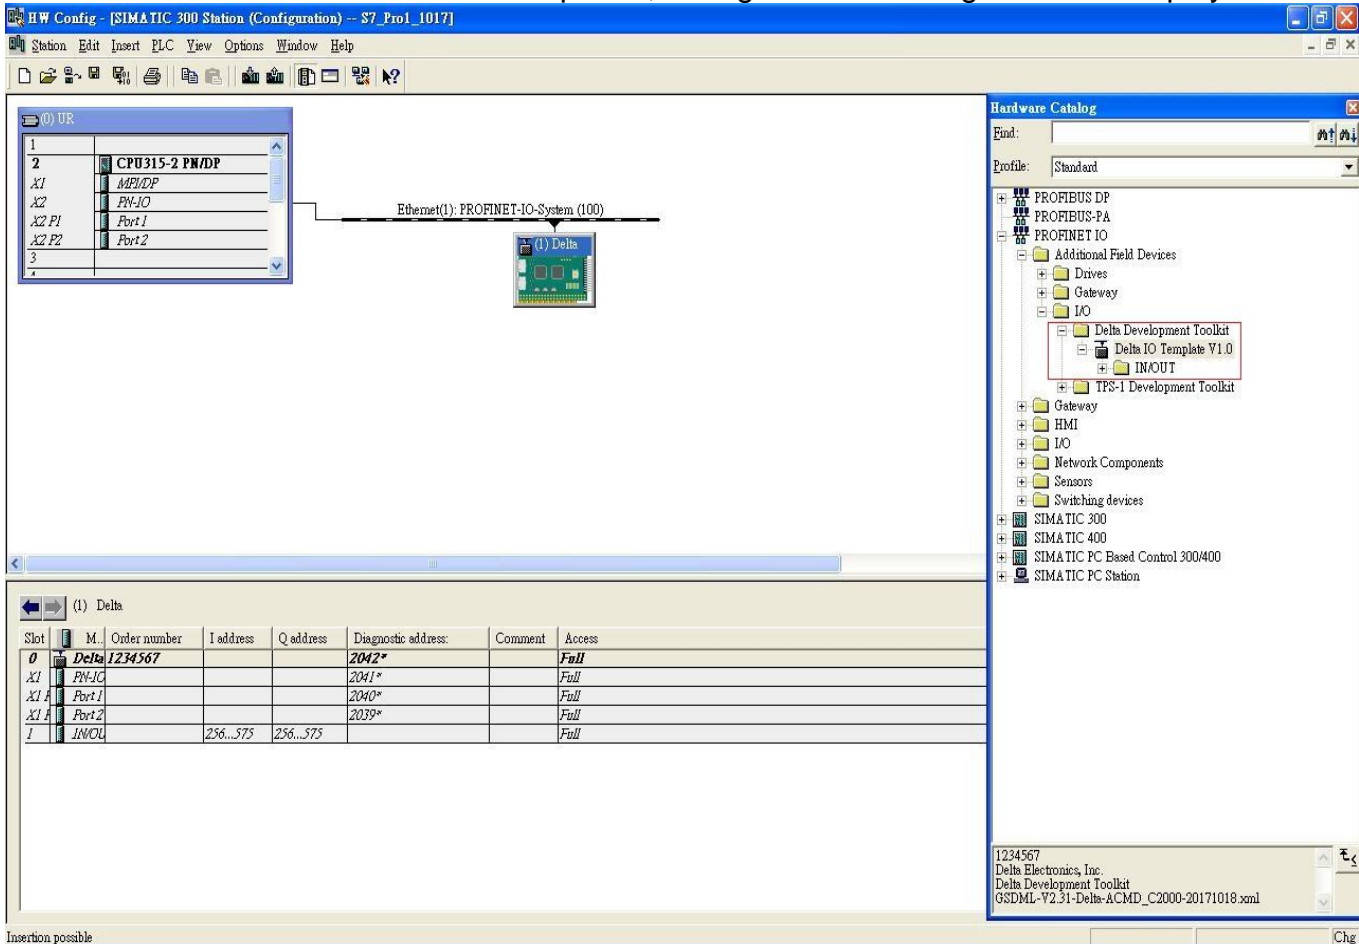 HW Config - [SIMATIC 300 Station (Configuration) -- S7_Pro1_1017]
Station Edit Insert PLC View Options Window Help
(0) UR
1
2 CPU315-2 PN/DP
X1 MPI/DP
X2 PN-IO
X2 P1 Port 1
X2 P2 Port 2
3
Ethernet(1): PROFINET-IO-System (100)
(1) Delta
Hardware Catalog
Find:
Profile: Standard
PROFIBUS DP
PROFIBUS-PA
PROFINET IO
Additional Field Devices
Drives
Gateway
I/O
Delta Development Toolkit
Delta IO Template V1.0
IN/OUT
TPS-1 Development Toolkit
Gateway
HMI
I/O
Network Components
Sensors
Switching devices
SIMATIC 300
SIMATIC 400
SIMATIC PC Based Control 300/400
SIMATIC PC Station
(1) Delta
Slot M.. Order number I address Q address Diagnostic address: Comment Access
0 Delta 1234567 2042* Full
X1 PN-IO 2041* Full
X1 P Port 1 2040* Full
X1 P Port 2 2039* Full
1 IN/OU 256...575 256...575 Full
1234567
Delta Electronics, Inc.
Delta Development Toolkit
GSDML-V2.31-Delta-ACMD_C2000-20171018.xml
Insertion possible Chg